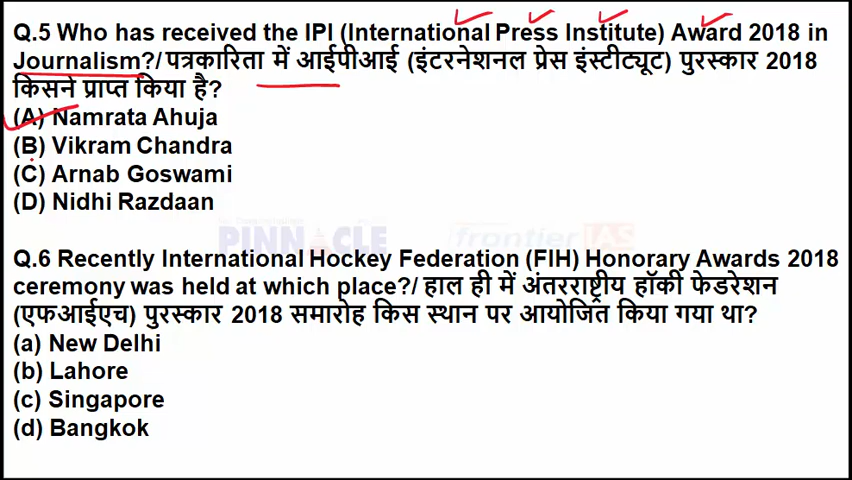 Q.5 Who has received the IPI (International Press Institute) Award 2018 in
Journalism?/ पत्रकारिता में आईपीआई (इंटरनेशनल प्रेस इंस्टीट्यूट) पुरस्कार 2018
किसने प्राप्त किया है?
(A) Namrata Ahuja
(B) Vikram Chandra
(C) Arnab Goswami
(D) Nidhi Razdaan
PINNACLE frontier IAS
Q.6 Recently International Hockey Federation (FIH) Honorary Awards 2018
ceremony was held at which place?/ हाल ही में अंतरराष्ट्रीय हॉकी फेडरेशन
(एफआईएच) पुरस्कार 2018 समारोह किस स्थान पर आयोजित किया गया था?
(a) New Delhi
(b) Lahore
(c) Singapore
(d) Bangkok